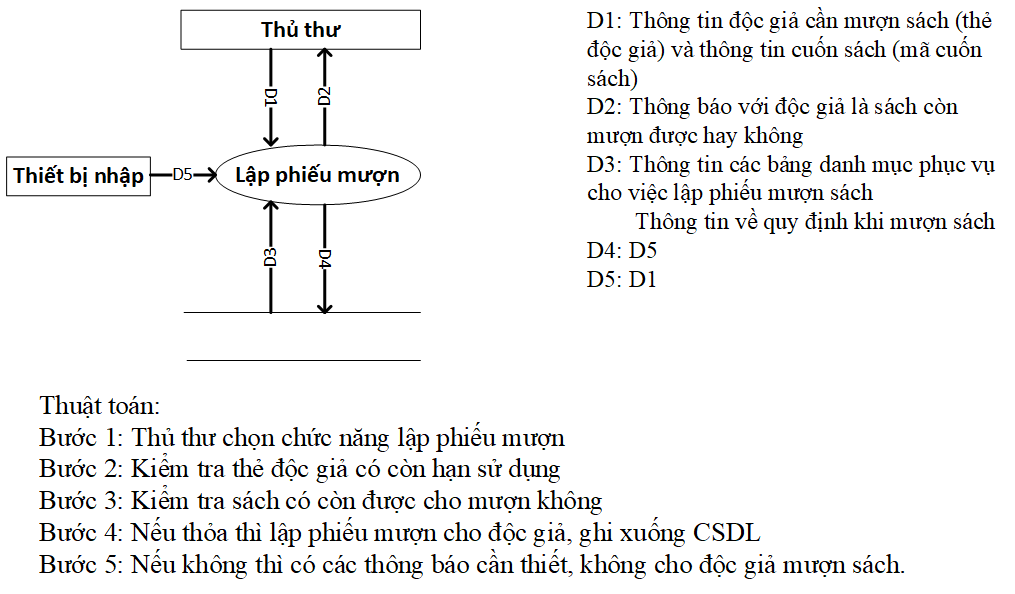 Thủ thư
D1
D2
Thiết bị nhập
D5
Lập phiếu mượn
D3
D4
D1: Thông tin độc giả cần mượn sách (thẻ
độc giả) và thông tin cuốn sách (mã cuốn
sách)
D2: Thông báo với độc giả là sách còn
mượn được hay không
D3: Thông tin các bảng danh mục phục vụ
cho việc lập phiếu mượn sách
Thông tin về quy định khi mượn sách
D4: D5
D5: D1
Thuật toán:
Bước 1: Thủ thư chọn chức năng lập phiếu mượn
Bước 2: Kiểm tra thẻ độc giả có còn hạn sử dụng
Bước 3: Kiểm tra sách có còn được cho mượn không
Bước 4: Nếu thỏa thì lập phiếu mượn cho độc giả, ghi xuống CSDL
Bước 5: Nếu không thì có các thông báo cần thiết, không cho độc giả mượn sách.